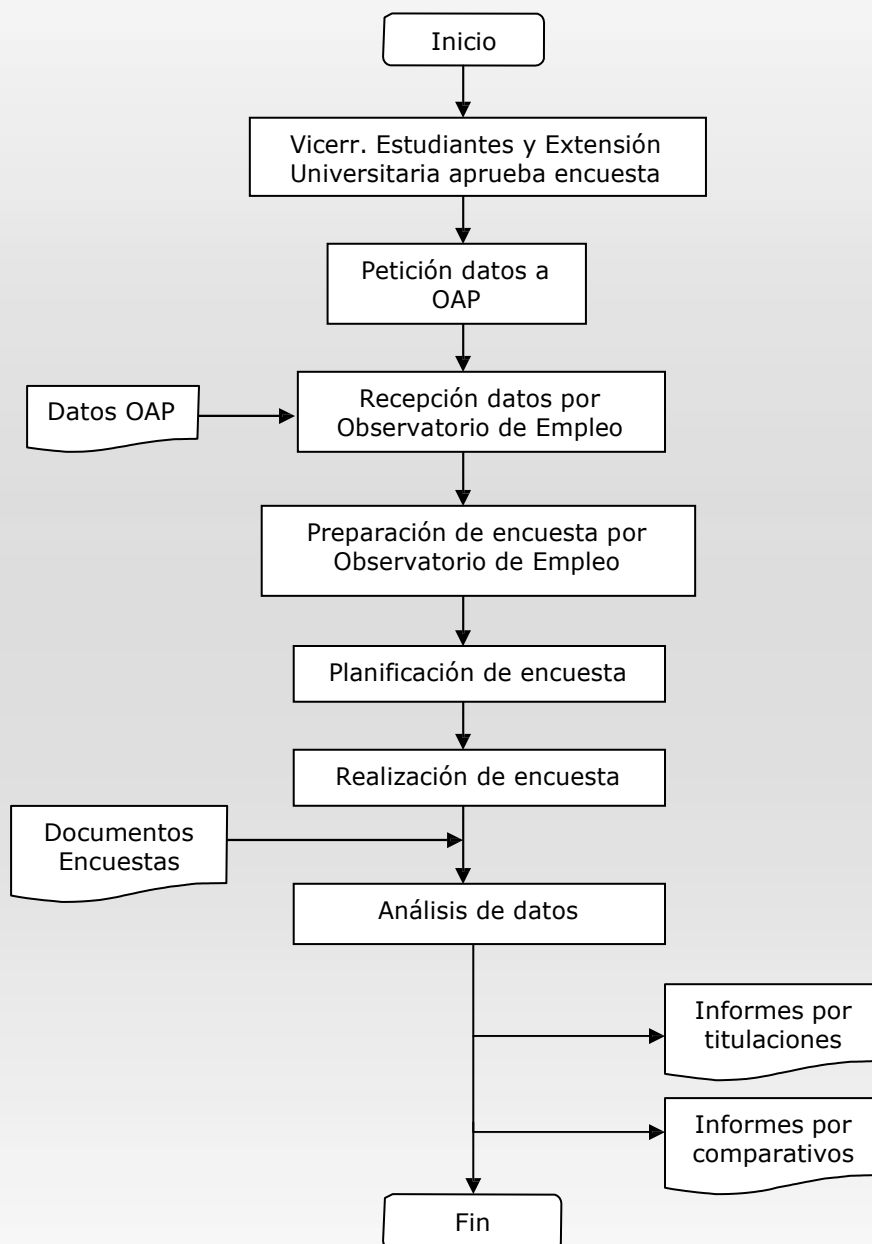 Inicio
Vicerr. Estudiantes y Extensión
Universitaria aprueba encuesta
Petición datos a
OAP
Datos OAP
Recepción datos por
Observatorio de Empleo
Preparación de encuesta por
Observatorio de Empleo
Planificación de encuesta
Realización de encuesta
Documentos
Encuestas
Análisis de datos
Informes por
titulaciones
Informes por
comparativos
Fin